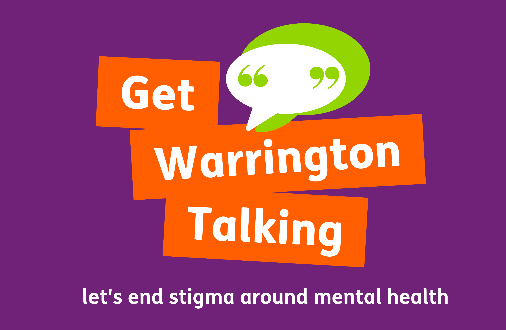 Get
Warrington
Talking
let's end stigma around mental health